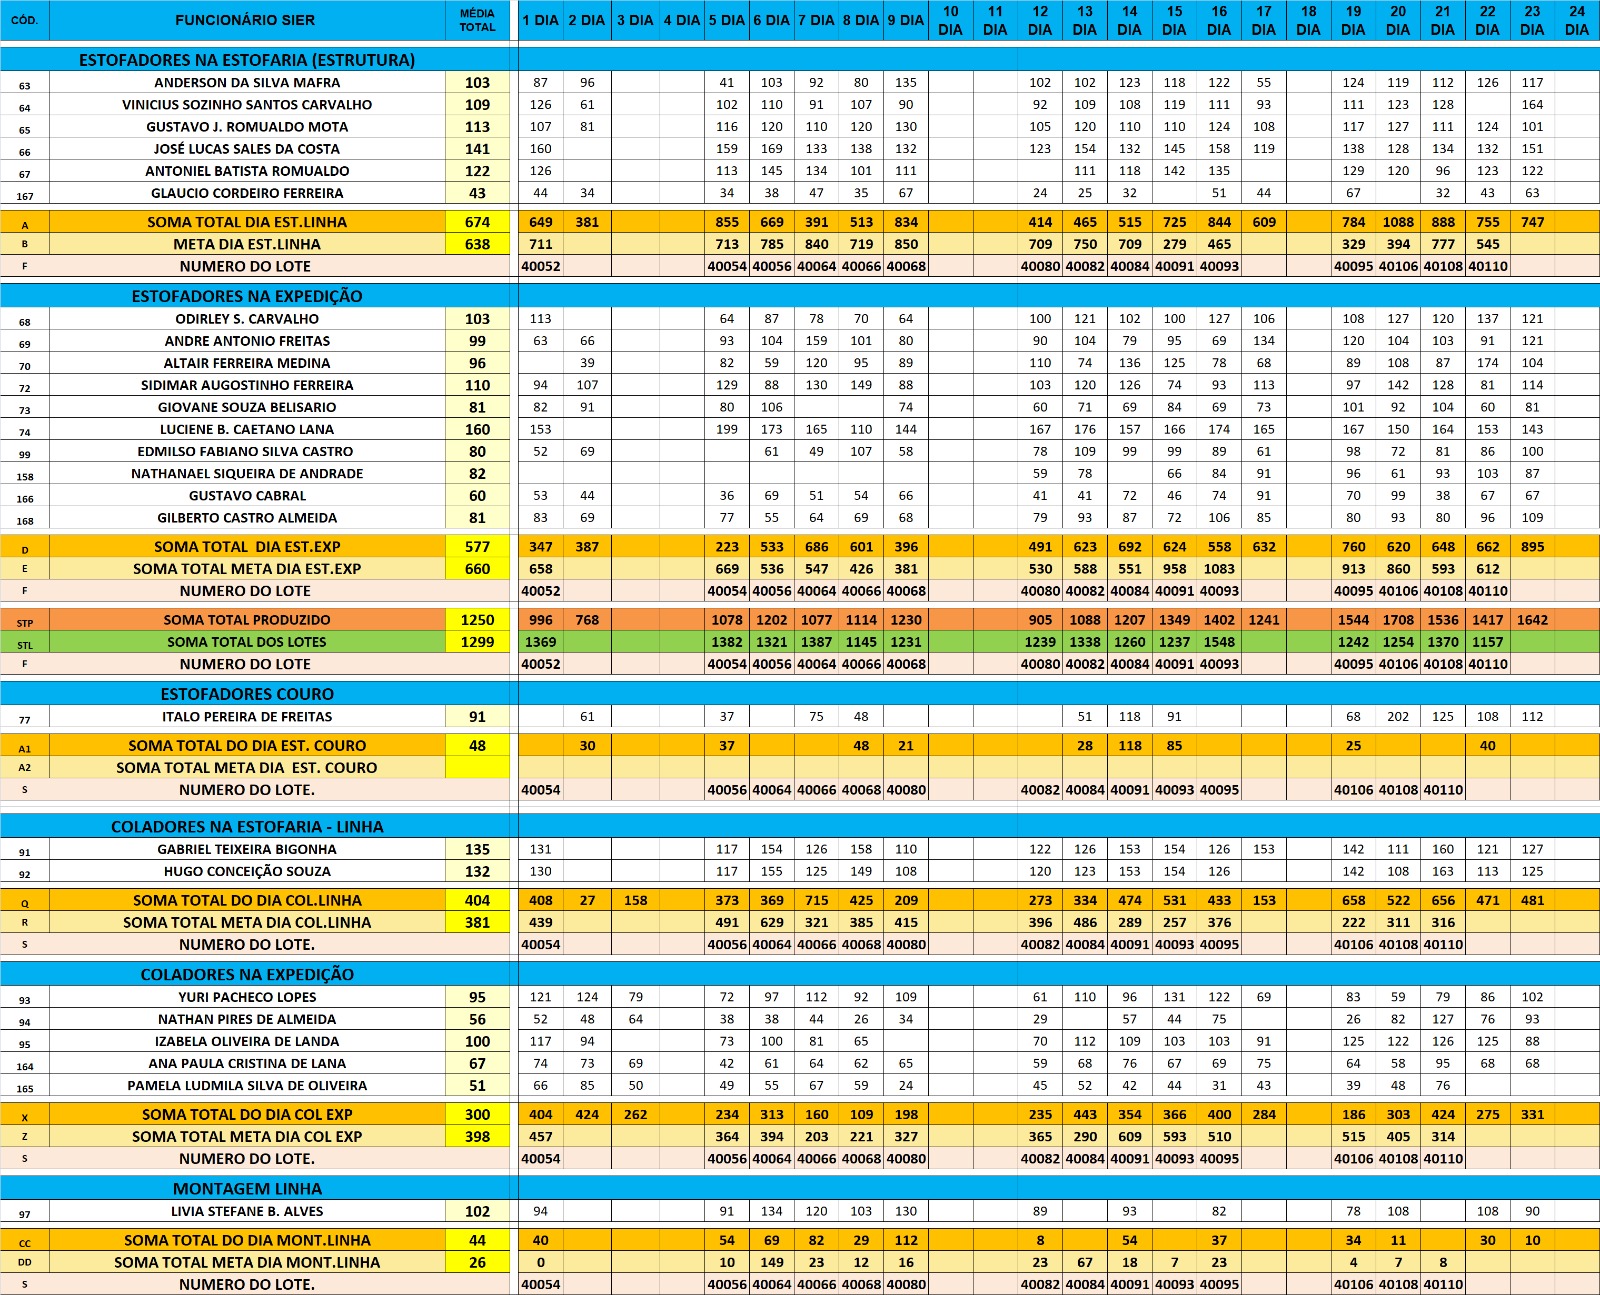 CÓD. FUNCIONÁRIO SIER MÉDIA TOTAL 1 DIA 2 DIA 3 DIA 4 DIA 5 DIA 6 DIA 7 DIA 8 DIA 9 DIA 10 DIA 11 DIA 12 DIA 13 DIA 14 DIA 15 DIA 16 DIA 17 DIA 18 DIA 19 DIA 20 DIA 21 DIA 22 DIA 23 DIA 24 DIA
ESTOFADORES NA ESTOFARIA (ESTRUTURA)
63 ANDERSON DA SILVA MAFRA 103 87 96 41 103 92 80 135 102 102 123 118 122 55 124 119 112 126 117
64 VINICIUS SOZINHO SANTOS CARVALHO 109 126 61 102 110 91 107 90 92 109 108 119 111 93 111 123 128 164
65 GUSTAVO J. ROMUALDO MOTA 113 107 81 116 120 110 120 130 105 120 110 110 124 108 117 127 111 124 101
66 JOSÉ LUCAS SALES DA COSTA 141 160 159 169 133 138 132 123 154 132 145 158 119 138 128 134 132 151
67 ANTONIEL BATISTA ROMUALDO 122 126 113 145 134 101 111 111 118 142 135 129 120 96 123 122
167 GLAUCIO CORDEIRO FERREIRA 43 44 34 34 38 47 35 67 24 25 32 51 44 67 32 43 63
A SOMA TOTAL DIA EST.LINHA 674 649 381 855 669 391 513 834 414 465 515 725 844 609 784 1088 888 755 747
B META DIA EST.LINHA 638 711 713 785 840 719 850 709 750 709 279 465 329 394 777 545
F NUMERO DO LOTE 40052 40054 40056 40064 40066 40068 40080 40082 40084 40091 40093 40095 40106 40108 40110
ESTOFADORES NA EXPEDIÇÃO
68 ODIRLEY S. CARVALHO 103 113 64 87 78 70 64 100 121 102 100 127 106 108 127 120 137 121
69 ANDRE ANTONIO FREITAS 99 63 66 93 104 159 101 80 90 104 79 95 69 134 120 104 103 91 121
70 ALTAIR FERREIRA MEDINA 96 39 82 59 120 95 89 110 74 136 125 78 68 89 108 87 174 104
72 SIDIMAR AUGOSTINHO FERREIRA 110 94 107 129 88 130 149 88 103 120 126 74 93 113 97 142 128 81 114
73 GIOVANE SOUZA BELISARIO 81 82 91 80 106 74 60 71 69 84 69 73 101 92 104 60 81
74 LUCIENE B. CAETANO LANA 160 153 199 173 165 110 144 167 176 157 166 174 165 167 150 164 153 143
99 EDMILSO FABIANO SILVA CASTRO 80 52 69 61 49 107 58 78 109 99 99 89 61 98 72 81 86 100
158 NATHANAEL SIQUEIRA DE ANDRADE 82 59 78 66 84 91 96 61 93 103 87
166 GUSTAVO CABRAL 60 53 44 36 69 51 54 66 41 41 72 46 74 91 70 99 38 67 67
168 GILBERTO CASTRO ALMEIDA 81 83 69 77 55 64 69 68 79 93 87 72 106 85 80 93 80 96 109
D SOMA TOTAL DIA EST.EXP 577 347 387 223 533 686 601 396 491 623 692 624 558 632 760 620 648 662 895
E SOMA TOTAL META DIA EST.EXP 660 658 669 536 547 426 381 530 588 551 958 1083 913 860 593 612
F NUMERO DO LOTE 40052 40054 40056 40064 40066 40068 40080 40082 40084 40091 40093 40095 40106 40108 40110
STP SOMA TOTAL PRODUZIDO 1250 996 768 1078 1202 1077 1114 1230 905 1088 1207 1349 1402 1241 1544 1708 1536 1417 1642
STL SOMA TOTAL DOS LOTES 1299 1369 1382 1321 1387 1145 1231 1239 1338 1260 1237 1548 1242 1254 1370 1157
F NUMERO DO LOTE 40052 40054 40056 40064 40066 40068 40080 40082 40084 40091 40093 40095 40106 40108 40110
ESTOFADORES COURO
77 ITALO PEREIRA DE FREITAS 91 61 37 75 48 51 118 91 68 202 125 108 112
A1 SOMA TOTAL DO DIA EST. COURO 48 30 37 48 21 28 118 85 25 40
A2 SOMA TOTAL META DIA EST. COURO
S NUMERO DO LOTE. 40054 40056 40064 40066 40068 40080 40082 40084 40091 40093 40095 40106 40108 40110
COLADORES NA ESTOFARIA - LINHA
91 GABRIEL TEIXEIRA BIGONHA 135 131 117 154 126 158 110 122 126 153 154 126 153 142 111 160 121 127
92 HUGO CONCEIÇÃO SOUZA 132 130 117 155 125 149 108 120 123 153 154 126 142 108 163 113 125
Q SOMA TOTAL DO DIA COL.LINHA 404 408 27 158 373 369 715 425 209 273 334 474 531 433 153 658 522 656 471 481
R SOMA TOTAL META DIA COL.LINHA 381 439 491 629 321 385 415 396 486 289 257 376 222 311 316
S NUMERO DO LOTE. 40054 40056 40064 40066 40068 40080 40082 40084 40091 40093 40095 40106 40108 40110
COLADORES NA EXPEDIÇÃO
93 YURI PACHECO LOPES 95 121 124 79 72 97 112 92 109 61 110 96 131 122 69 83 59 79 86 102
94 NATHAN PIRES DE ALMEIDA 56 52 48 64 38 38 44 26 34 29 57 44 75 26 82 127 76 93
95 IZABELA OLIVEIRA DE LANDA 100 117 94 73 100 81 65 70 112 109 103 103 91 125 122 126 125 88
164 ANA PAULA CRISTINA DE LANA 67 74 73 69 42 61 64 62 65 59 68 76 67 69 75 64 58 95 68 68
165 PAMELA LUDMILA SILVA DE OLIVEIRA 51 66 85 50 49 55 67 59 24 45 52 42 44 31 43 39 48 76
X SOMA TOTAL DO DIA COL EXP 300 404 424 262 234 313 160 109 198 235 443 354 366 400 284 186 303 424 275 331
Z SOMA TOTAL META DIA COL EXP 398 457 364 394 203 221 327 365 290 609 593 510 515 405 314
S NUMERO DO LOTE. 40054 40056 40064 40066 40068 40080 40082 40084 40091 40093 40095 40106 40108 40110
MONTAGEM LINHA
97 LIVIA STEFANE B. ALVES 102 94 91 134 120 103 130 89 93 82 78 108 108 90
CC SOMA TOTAL DO DIA MONT.LINHA 44 40 54 69 82 29 112 8 54 37 34 11 30 10
DD SOMA TOTAL META DIA MONT.LINHA 26 0 10 149 23 12 16 23 67 18 7 23 4 7 8
S NUMERO DO LOTE. 40054 40056 40064 40066 40068 40080 40082 40084 40091 40093 40095 40106 40108 40110